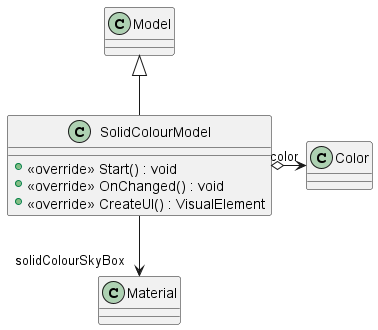 C Model
C SolidColourModel
«override» Start() : void
«override» OnChanged() : void
«override» CreateUI() : VisualElement
color
C Color
solidColourSkyBox
C Material